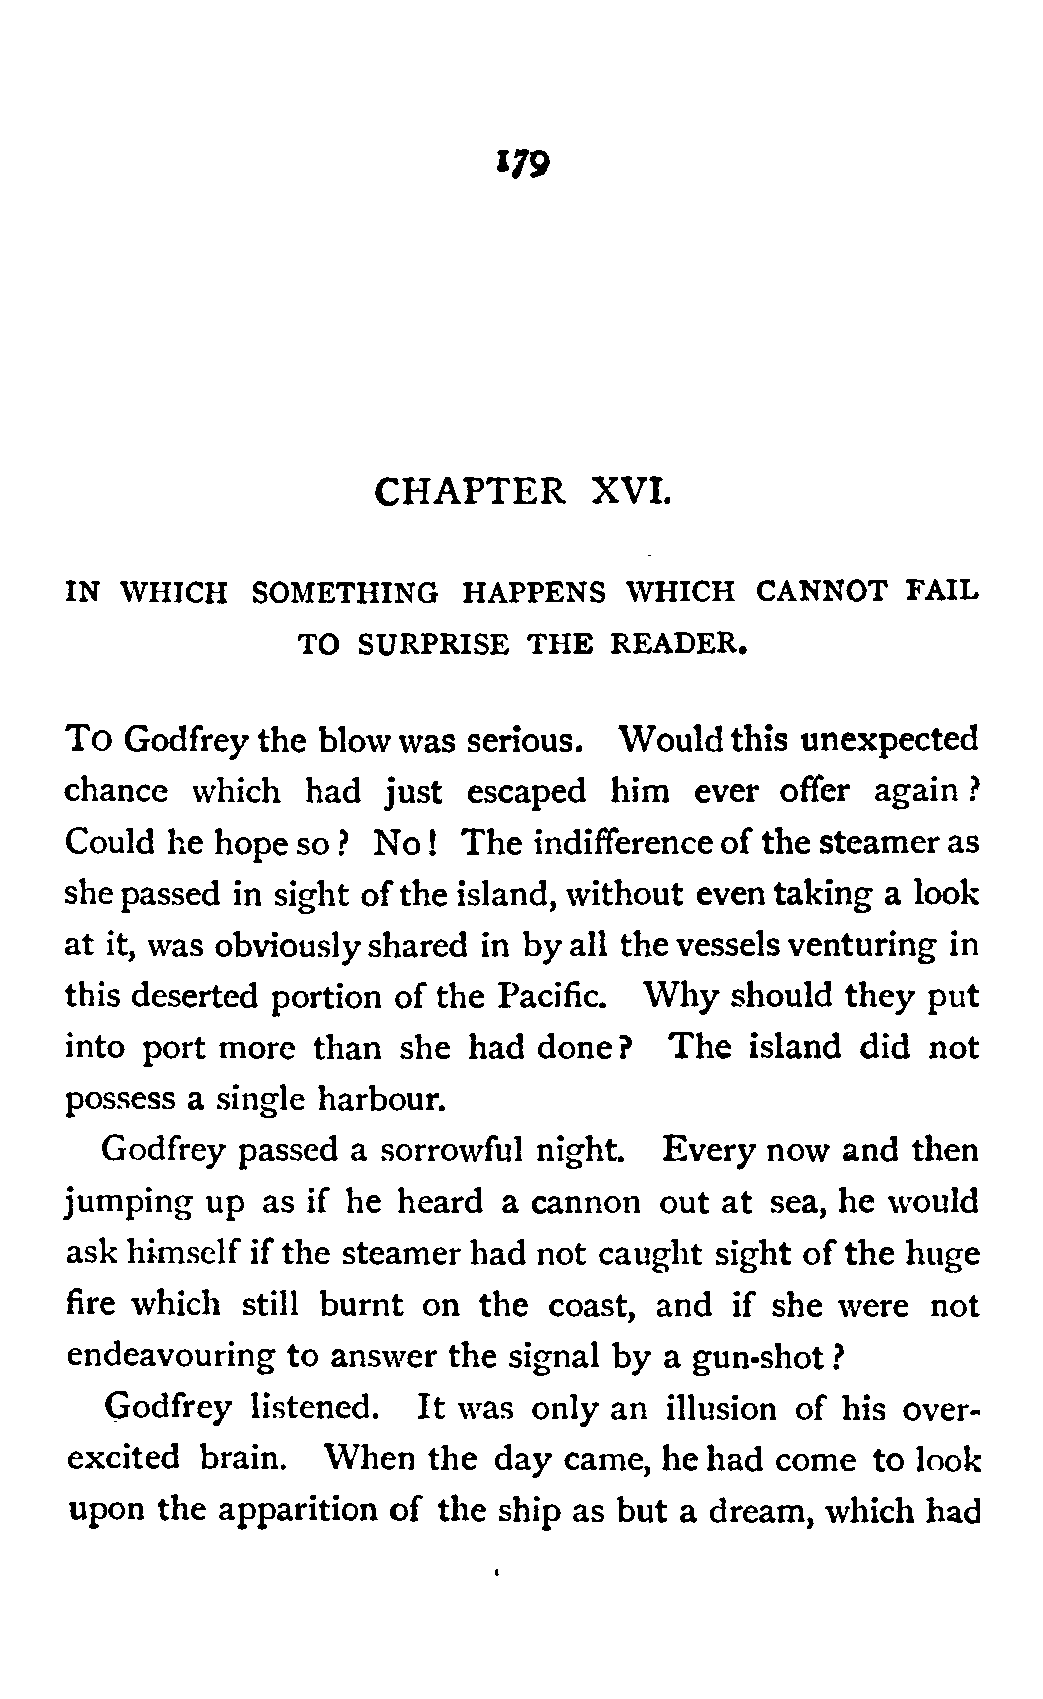 179
CHAPTER XVI.
IN WHICH SOMETHING HAPPENS WHICH CANNOT FAIL
TO SURPRISE THE READER.
To Godfrey the blow was serious. Would this unexpected
chance which had just escaped him ever offer again ?
Could he hope so ? No ! The indifference of the steamer as
she passed in sight of the island, without even taking a look
at it, was obviously shared in by all the vessels venturing in
this deserted portion of the Pacific. Why should they put
into port more than she had done ? The island did not
possess a single harbour.
Godfrey passed a sorrowful night. Every now and then
jumping up as if he heard a cannon out at sea, he would
ask himself if the steamer had not caught sight of the huge
fire which still burnt on the coast, and if she were not
endeavouring to answer the signal by a gun-shot ?
Godfrey listened. It was only an illusion of his over-
excited brain. When the day came, he had come to look
upon the apparition of the ship as but a dream, which had